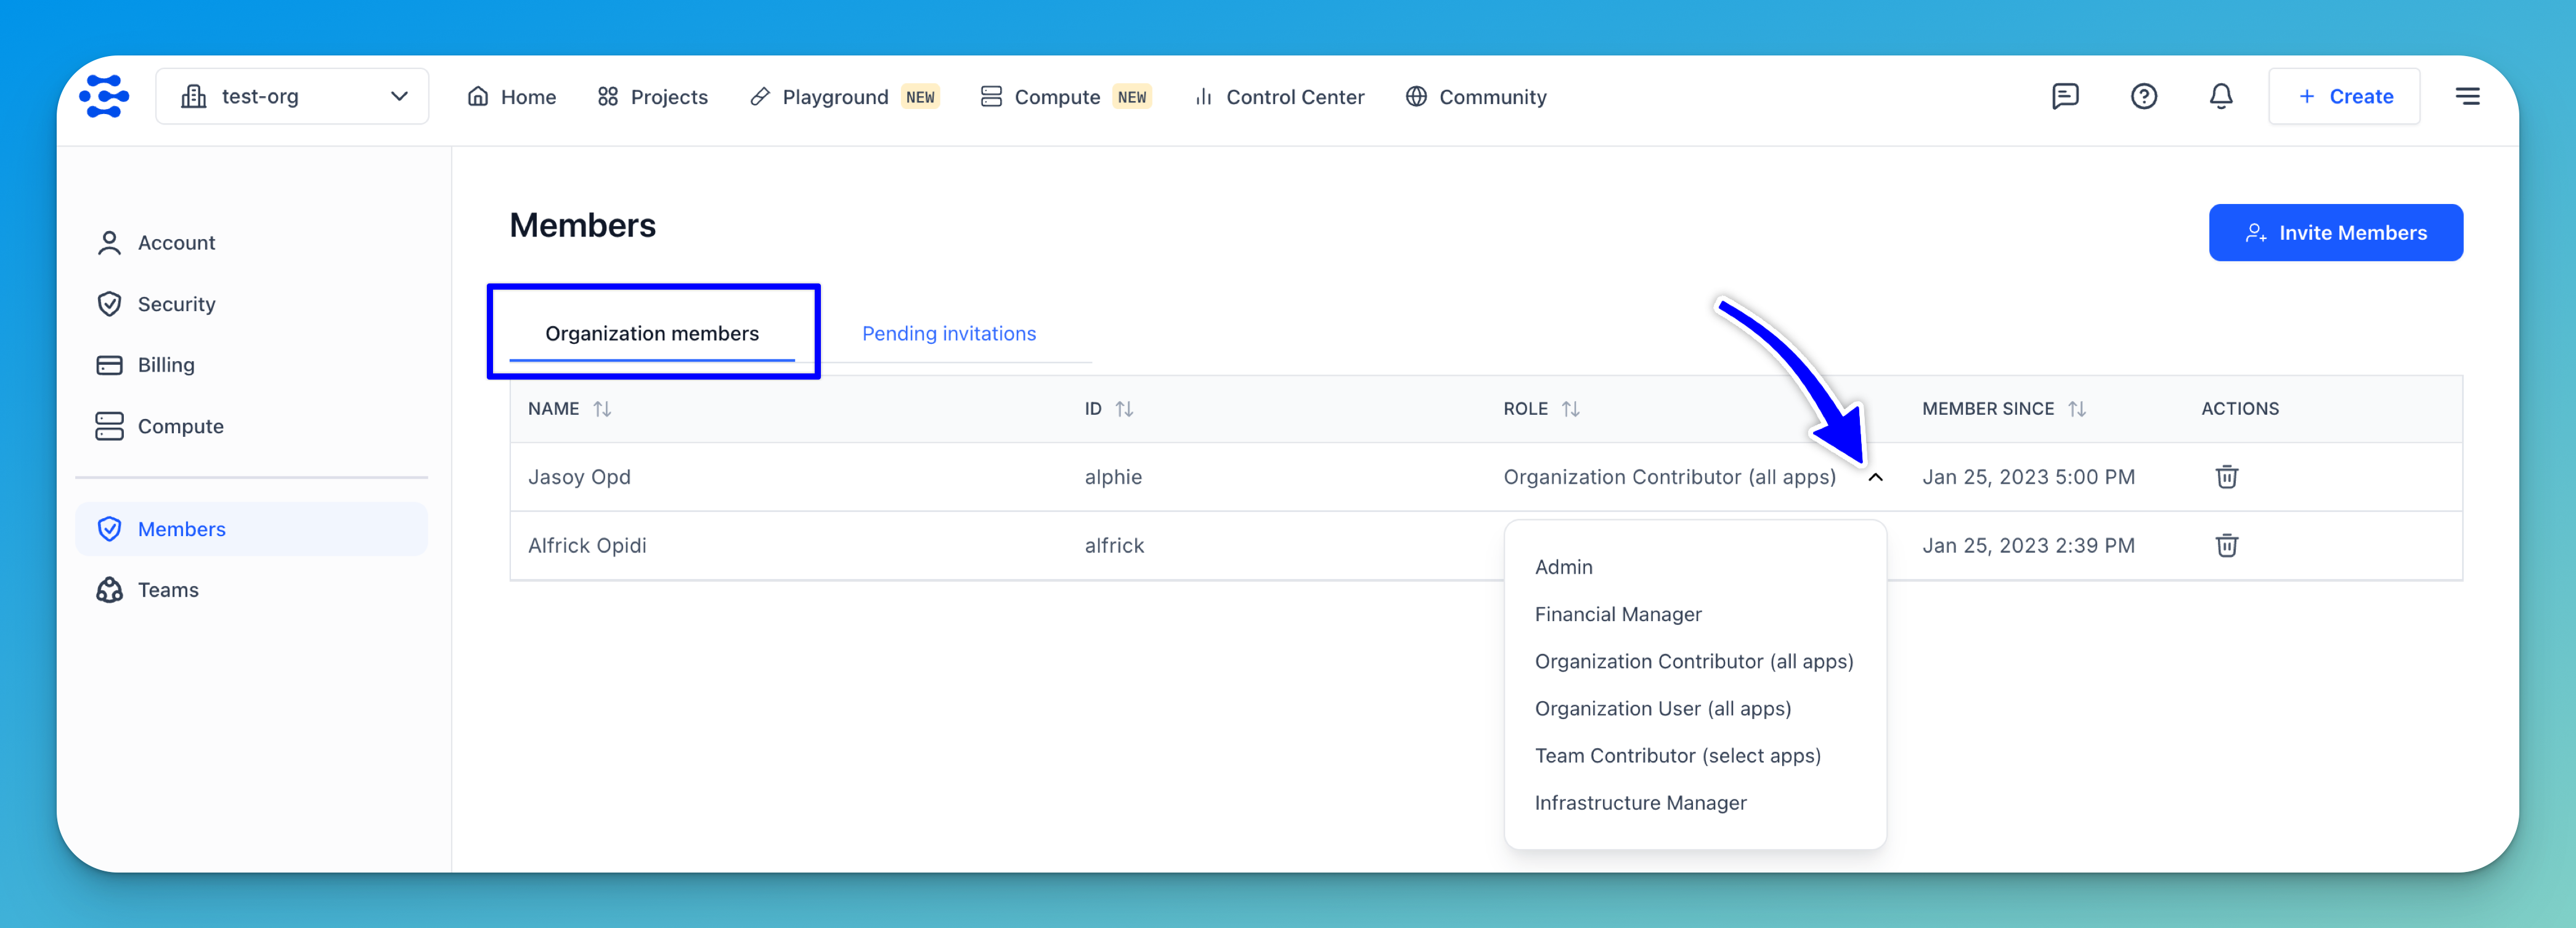 test-org Home Projects Playground NEW Compute NEW Control Center Community + Create
Account
Security
Billing
Compute
Members
Teams
Members
Invite Members
Organization members Pending invitations
NAME ID ROLE MEMBER SINCE ACTIONS
Jasoy Opd alphie Organization Contributor (all apps) Jan 25, 2023 5:00 PM
Alfrick Opidi alfrick Jan 25, 2023 2:39 PM
Admin
Financial Manager
Organization Contributor (all apps)
Organization User (all apps)
Team Contributor (select apps)
Infrastructure Manager